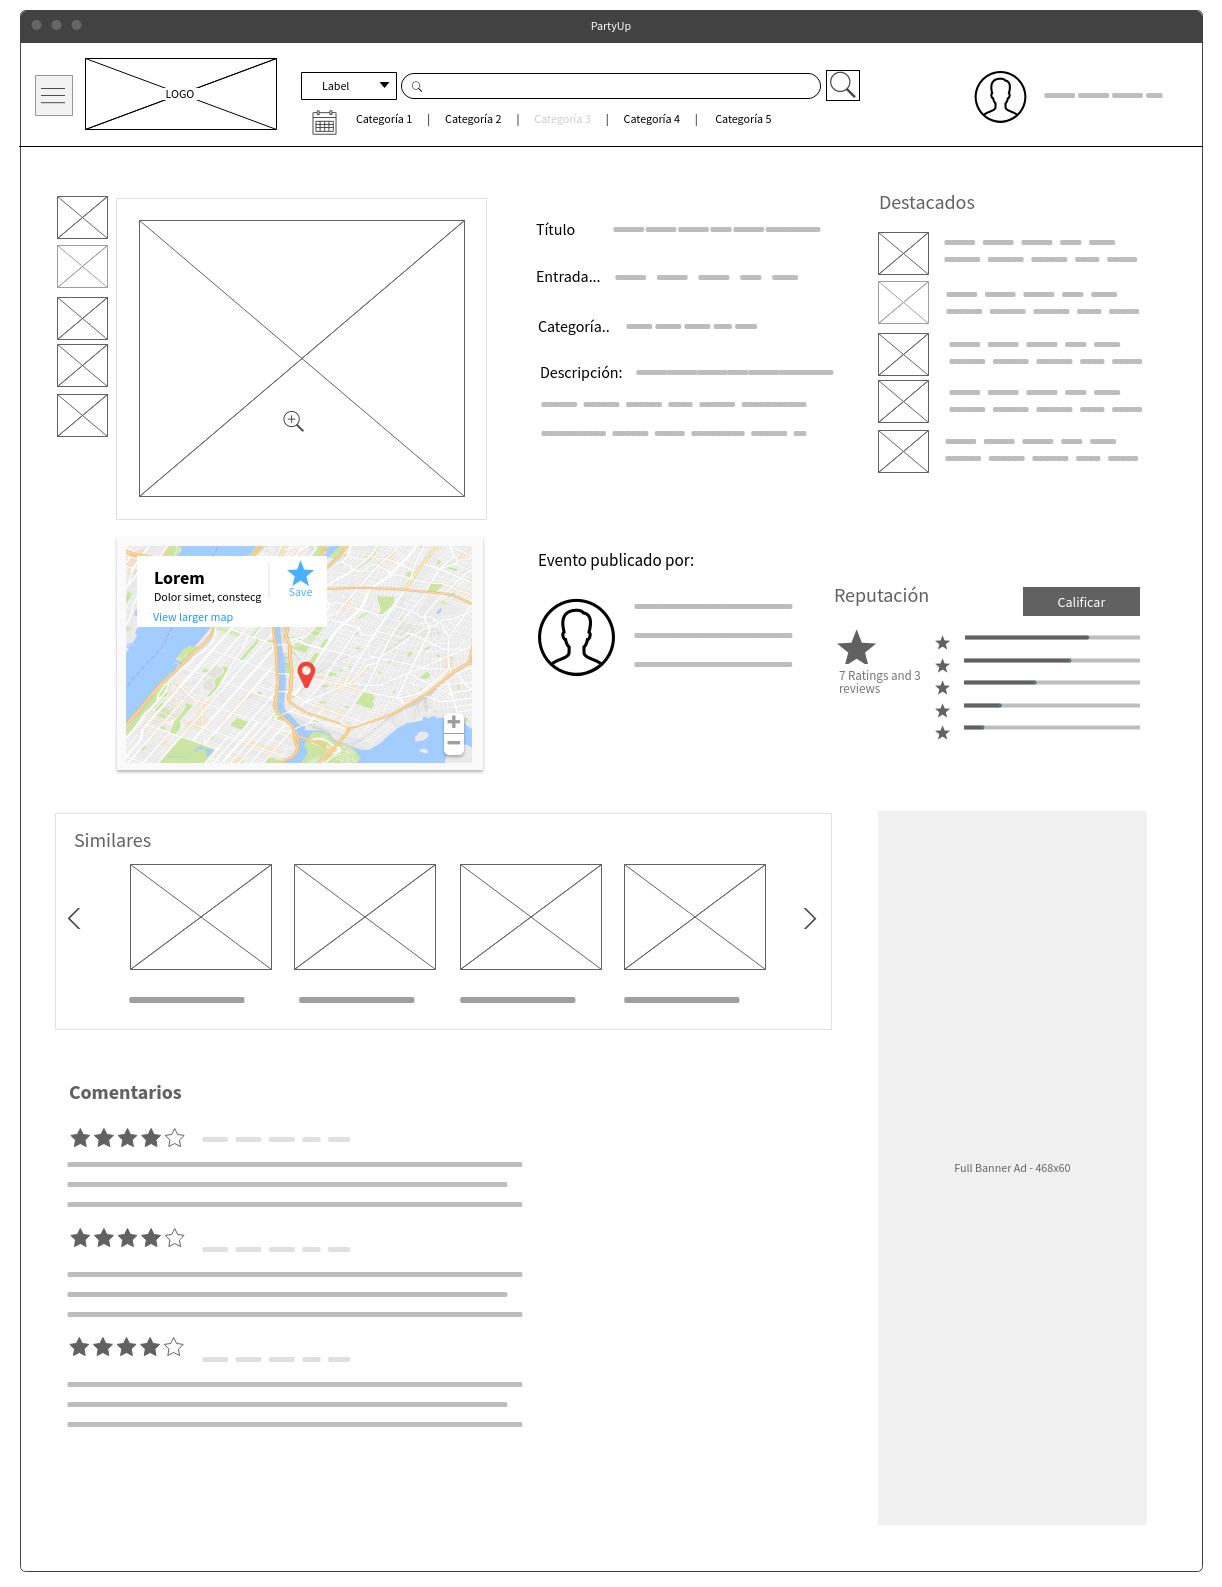 PartyUp
LOGO
Label
Categoría 1 | Categoría 2 | Categoría 3 | Categoría 4 | Categoría 5
Título
Entrada...
Categoría..
Descripción:
Destacados
Lorem
Dolor simet, constecg
View larger map
Save
Evento publicado por:
Reputación
Calificar
7 Ratings and 3
reviews
Similares
Comentarios
Full Banner Ad - 468x60